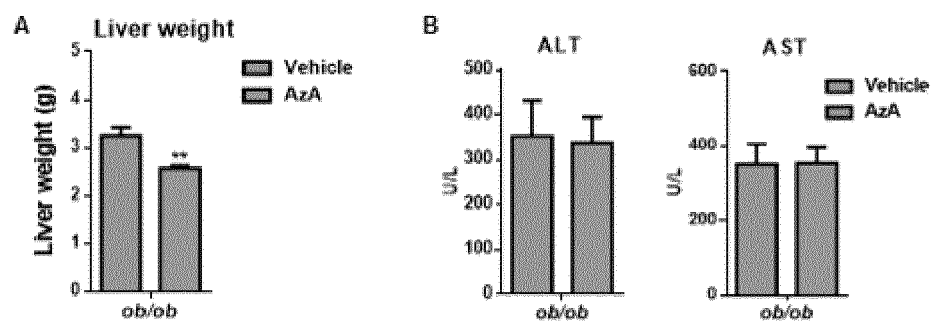 A
Liver weight
Liver weight (g)
5
4
3
2
1
0
**
ob/ob
Vehicle
AzA
B
ALT
U/L
500
400
300
200
100
0
ob/ob
AST
U/L
600
400
200
0
ob/ob
Vehicle
AzA